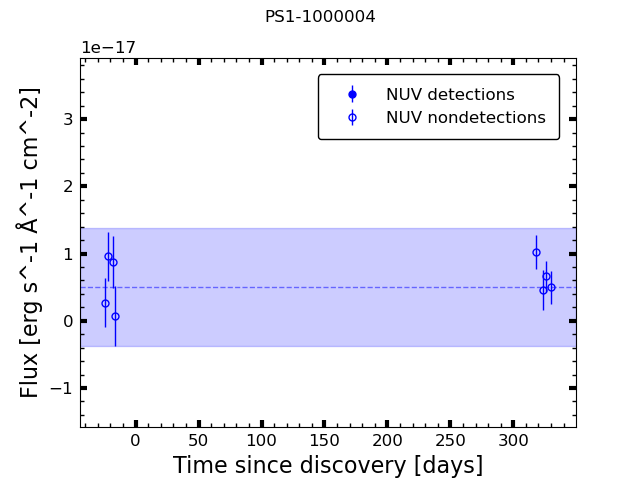 PS1-1000004
1e−17
NUV detections
NUV nondetections
3
2
1
0
−1
Flux [erg s^-1 Å^-1 cm^-2]
0 50 100 150 200 250 300
Time since discovery [days]